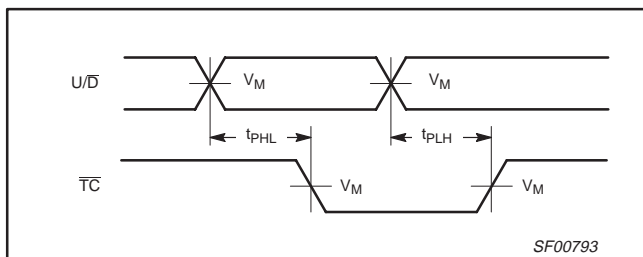 U/D̅ V_M V_M
t_PHL t_PLH
T̅C̅ V_M V_M
SF00793